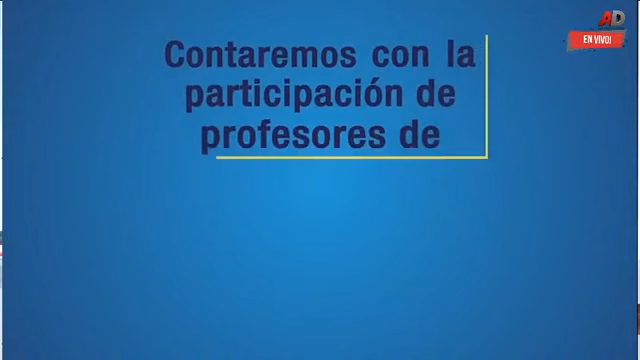 AD
EN VIVO!
Contaremos con la
participación de
profesores de